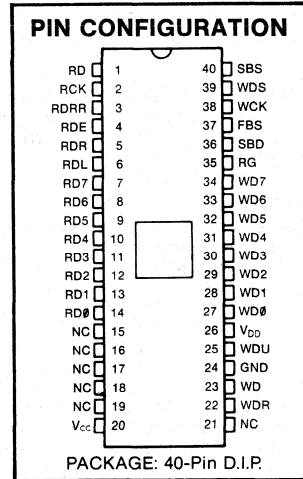 PIN CONFIGURATION
RD 1 40 SBS
RCK 2 39 WDS
RDRR 3 38 WCK
RDE 4 37 FBS
RDR 5 36 SBD
RDL 6 35 RG
RD7 7 34 WD7
RD6 8 33 WD6
RD5 9 32 WD5
RD4 10 31 WD4
RD3 11 30 WD3
RD2 12 29 WD2
RD1 13 28 WD1
RDØ 14 27 WDØ
NC 15 26 VDD
NC 16 25 WDU
NC 17 24 GND
NC 18 23 WD
NC 19 22 WDR
Vcc 20 21 NC
PACKAGE: 40-Pin D.I.P.